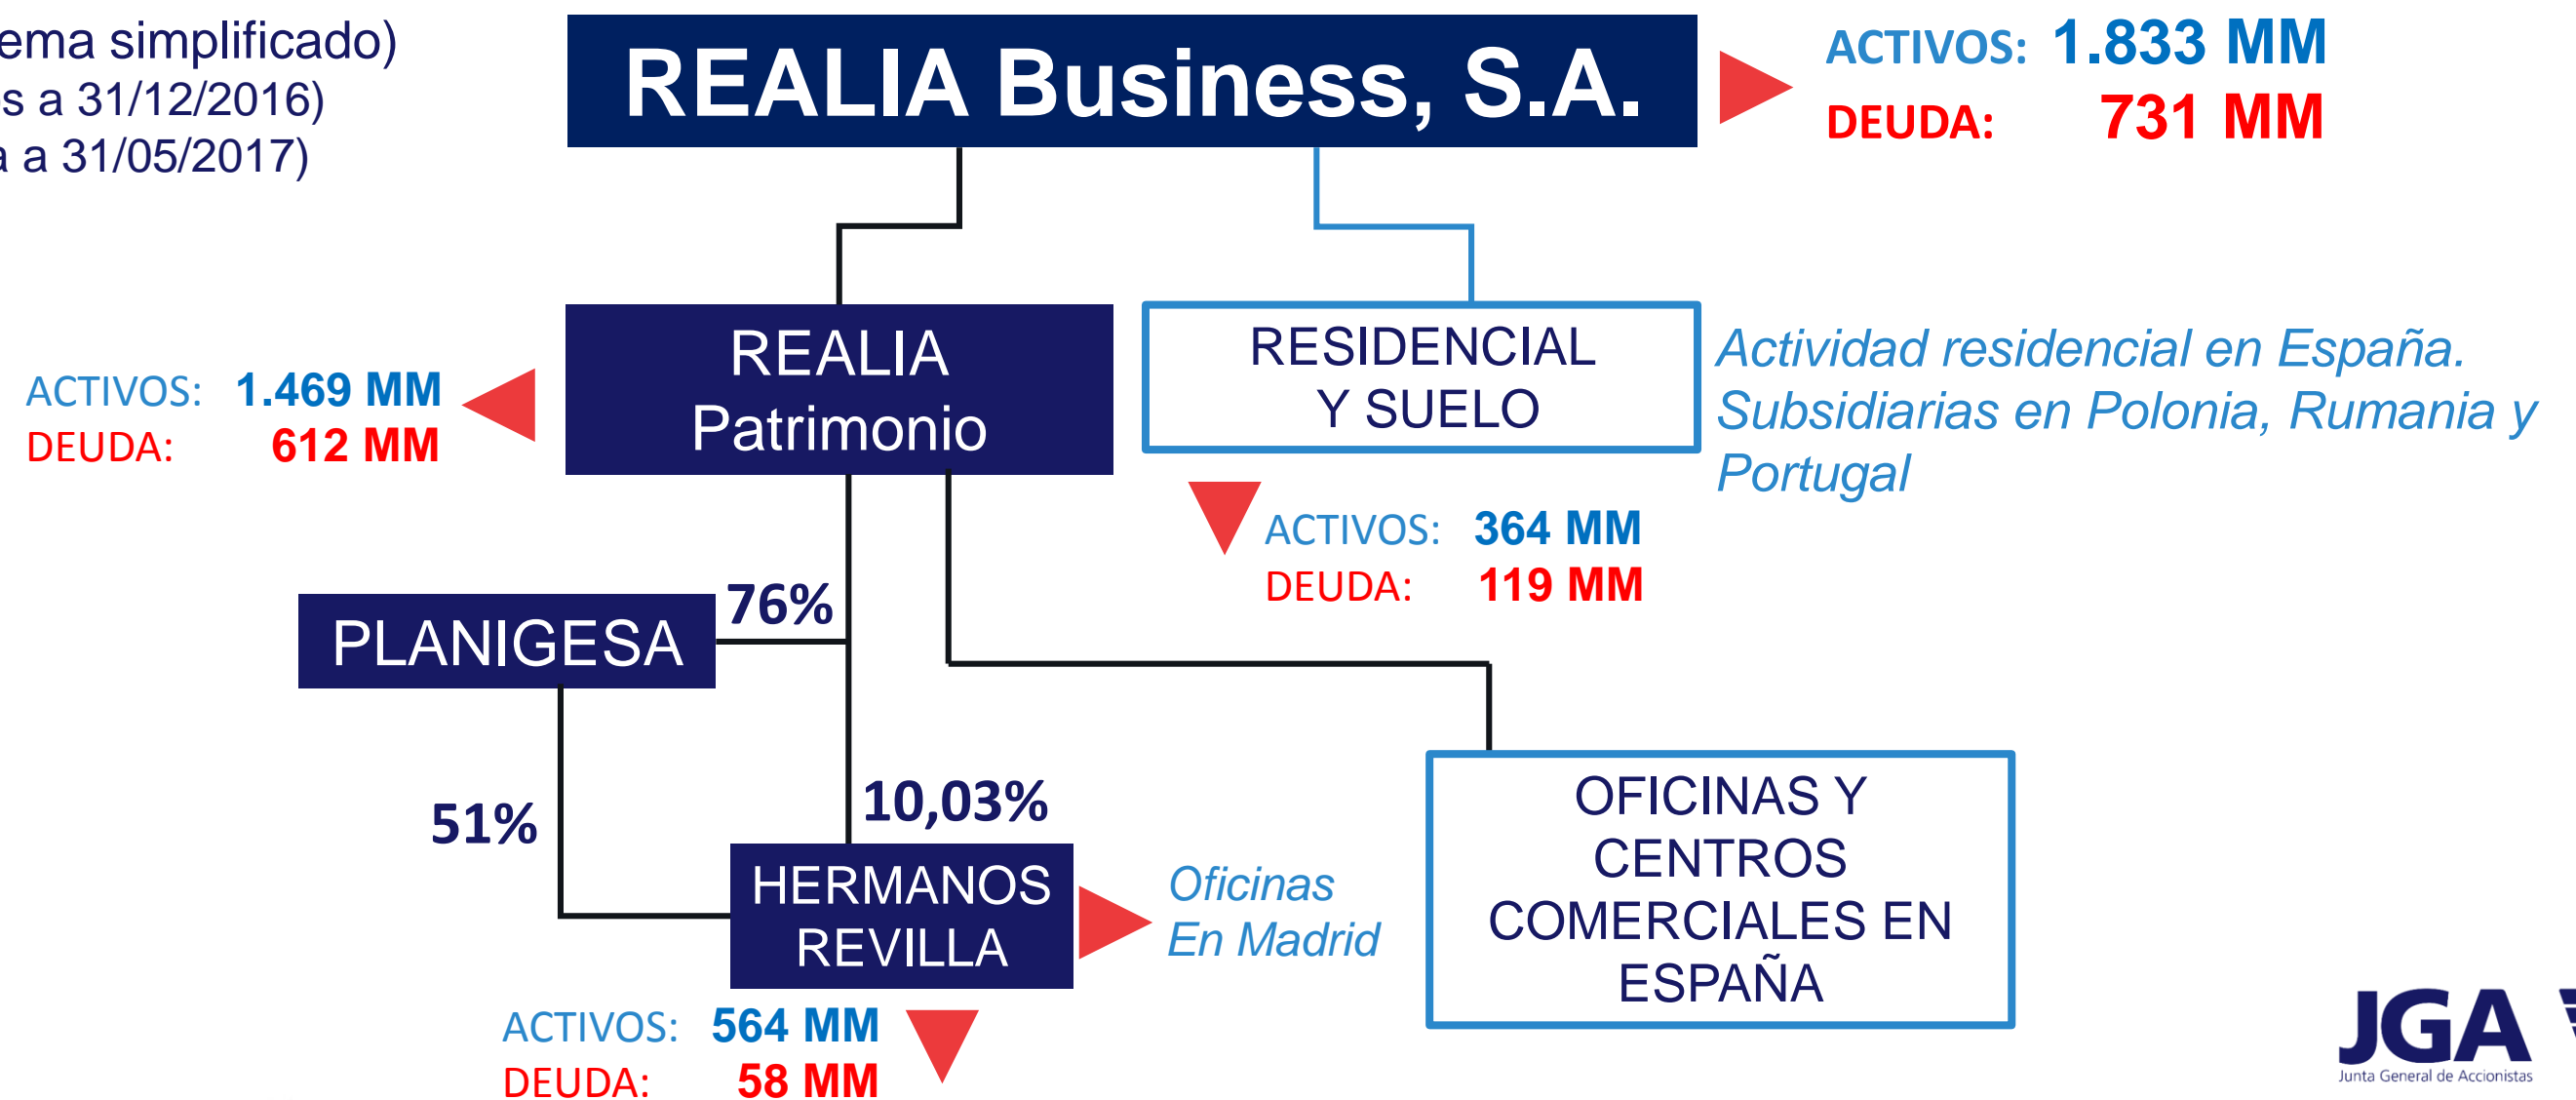 ema simplificado)
s a 31/12/2016)
a a 31/05/2017)
REALIA Business, S.A.
ACTIVOS: 1.833 MM
DEUDA: 731 MM
REALIA
Patrimonio
ACTIVOS: 1.469 MM
DEUDA: 612 MM
RESIDENCIAL
Y SUELO
Actividad residencial en España.
Subsidiarias en Polonia, Rumania y
Portugal
ACTIVOS: 364 MM
DEUDA: 119 MM
PLANIGESA
76%
51%
10,03%
HERMANOS
REVILLA
Oficinas
En Madrid
ACTIVOS: 564 MM
DEUDA: 58 MM
OFICINAS Y
CENTROS
COMERCIALES EN
ESPAÑA
JGA
Junta General de Accionistas